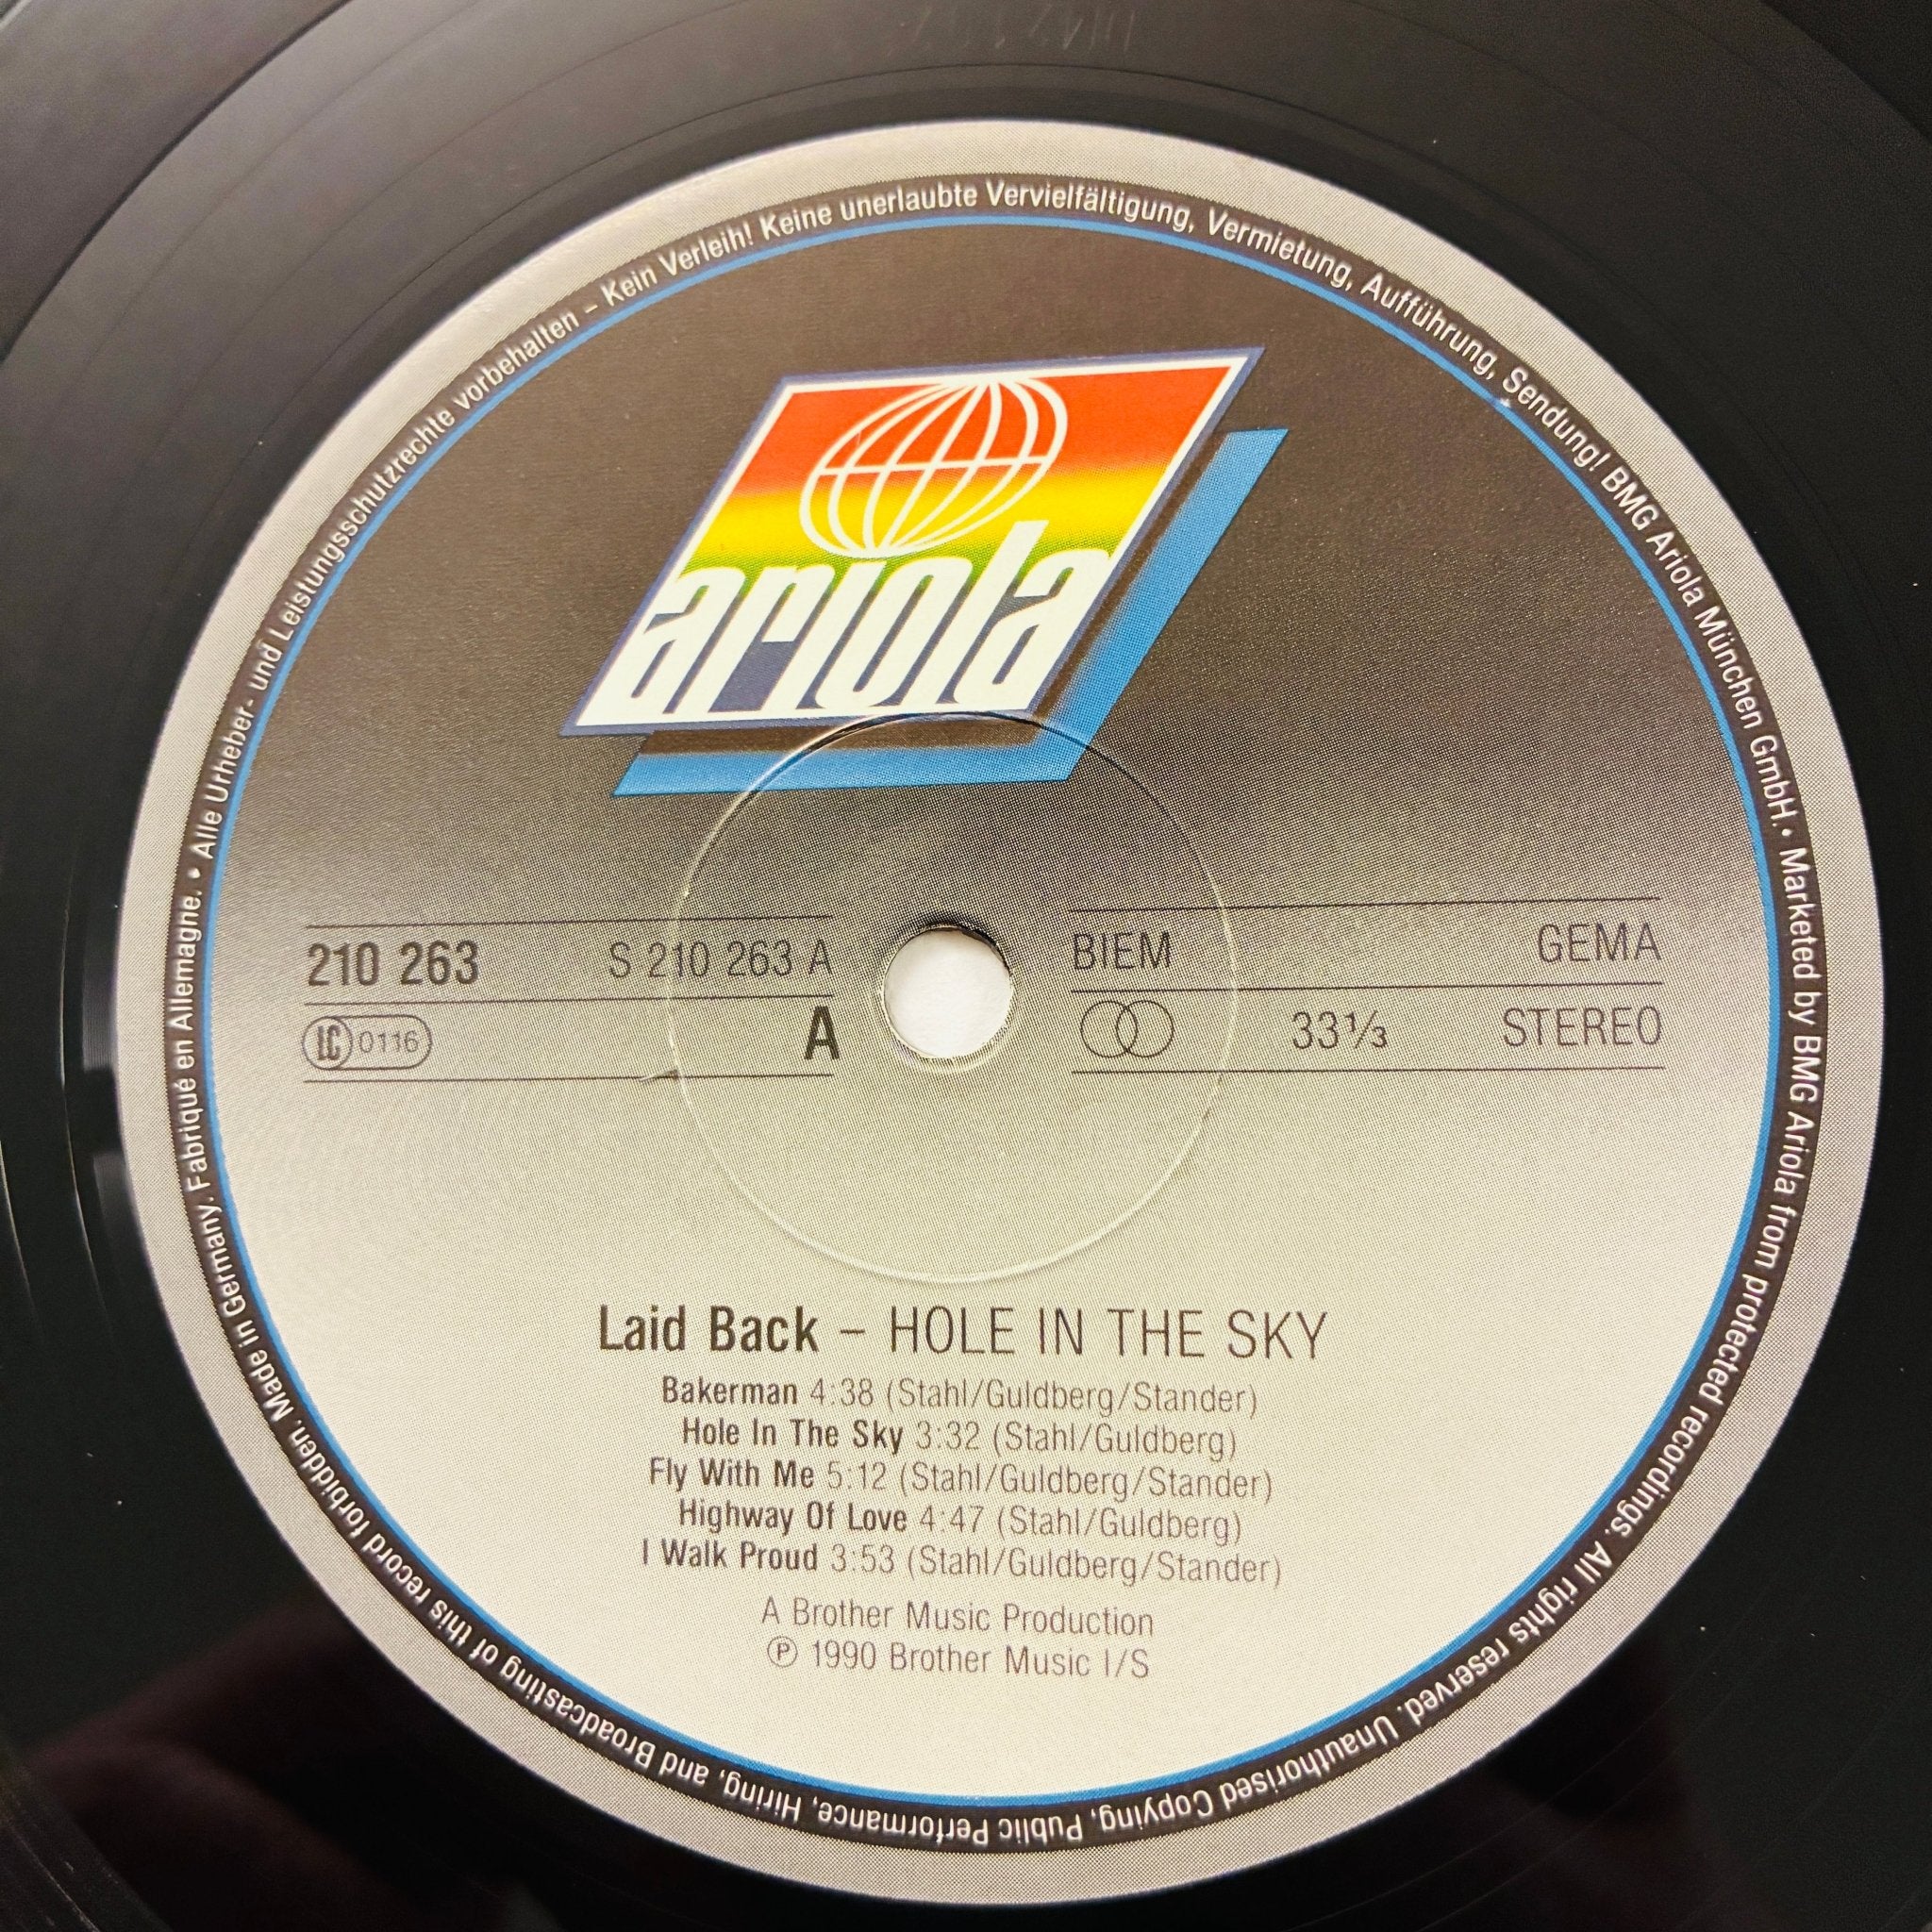 Alle Urheber- und Leistungsschutzrechte vorbehalten – Kein Verleih! Keine unerlaubte Vervielfältigung, Vermietung, Aufführung, Sendung! BMG Ariola München GmbH. • Marketed by BMG Ariola from protected recordings. All rights reserved. Unauthorised Copying, Public Performance, Hiring, and Broadcasting of this record forbidden. Made in Germany. Fabriqué en Allemagne. •
ariola
210 263 S 210 263 A BIEM GEMA
LC 0116 A 33⅓ STEREO
Laid Back – HOLE IN THE SKY
Bakerman 4:38 (Stahl/Guldberg/Stander)
Hole In The Sky 3:32 (Stahl/Guldberg)
Fly With Me 5:12 (Stahl/Guldberg/Stander)
Highway Of Love 4:47 (Stahl/Guldberg)
I Walk Proud 3:53 (Stahl/Guldberg/Stander)
A Brother Music Production
℗ 1990 Brother Music I/S